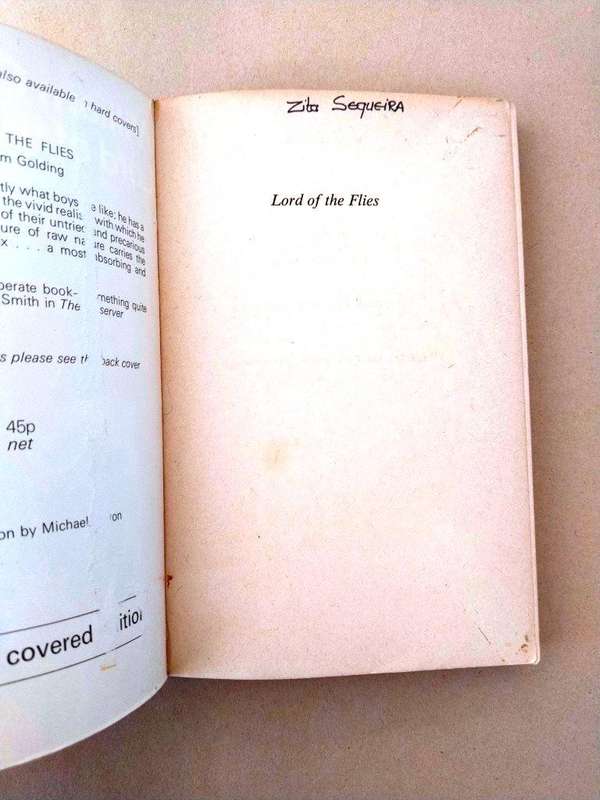 also available
n hard covers]
THE FLIES
m Golding
tly what boys e like; he has a
the vivid realis with which he
of their untried and precarious
ure of raw na ure carries the
x . . . a most absorbing and
perate book- mething quite
Smith in The server
s please see th back cover
45p
net
on by Michael on
covered ition
Zita SEQUEIRA
Lord of the Flies